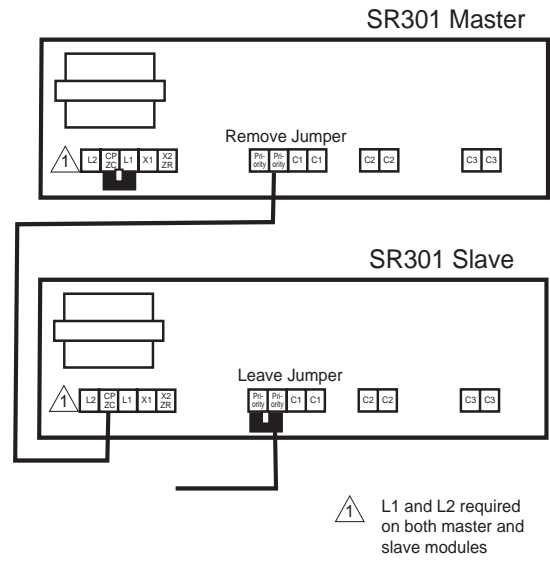 SR301 Master
Remove Jumper
1 L2 CP ZC L1 X1 X2 ZR Pri- ority Pri- ority C1 C1 C2 C2 C3 C3
SR301 Slave
Leave Jumper
1 L2 CP ZC L1 X1 X2 ZR Pri- ority Pri- ority C1 C1 C2 C2 C3 C3
1 L1 and L2 required
on both master and
slave modules